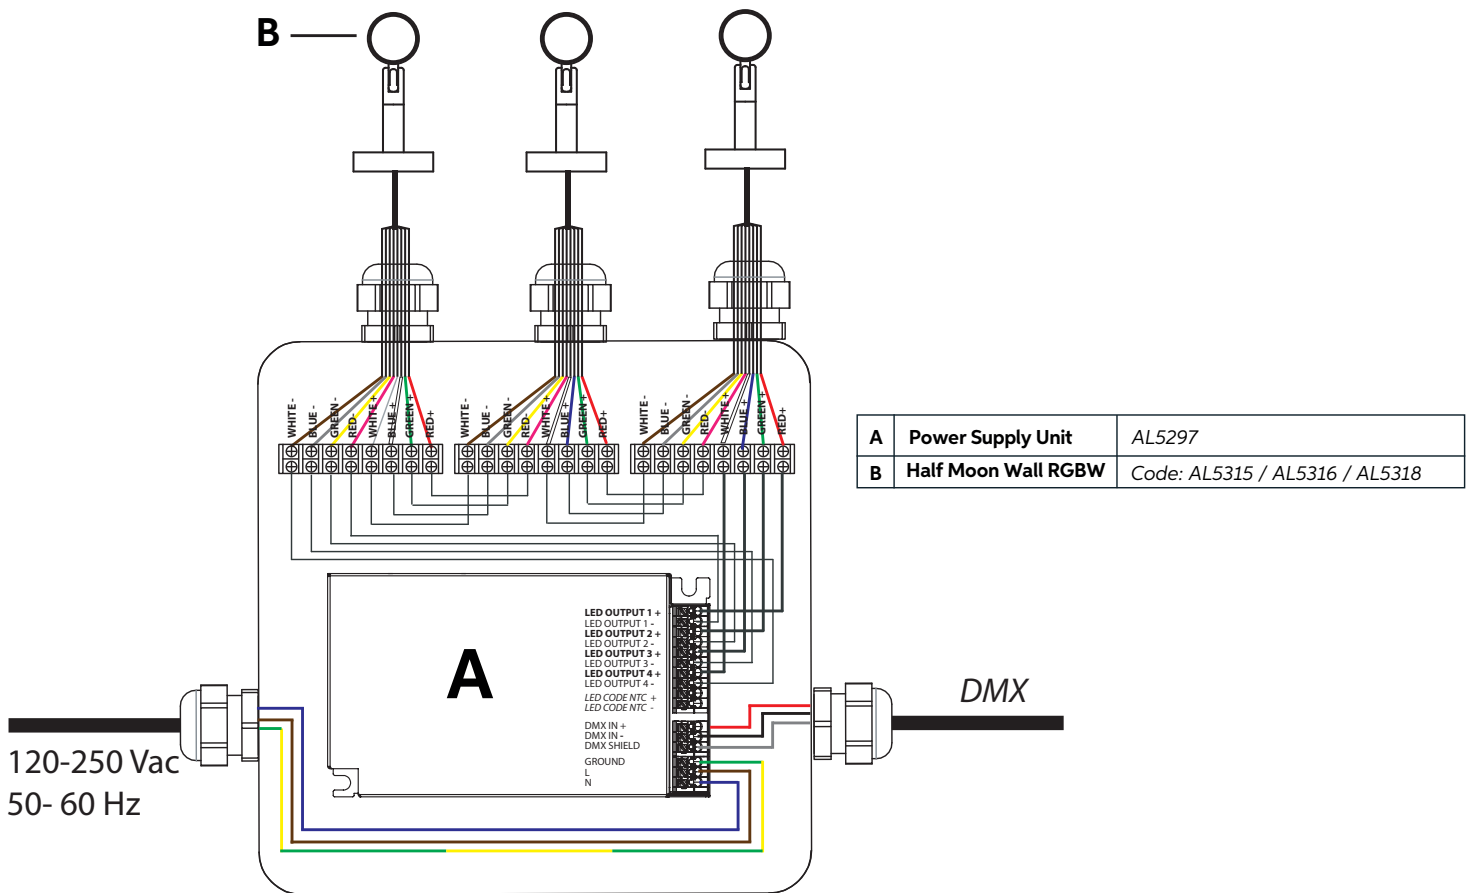 B
WHITE -
BLUE -
GREEN -
RED-
WHITE +
BLUE +
GREEN +
RED+
WHITE -
BLUE -
GREEN-
RED-
WHITE +
BLUE +
GREEN+
RED+
WHITE -
BLUE -
GREEN-
RED-
WHITE +
BLUE +
GREEN +
RED+
A Power Supply Unit AL5297
B Half Moon Wall RGBW Code: AL5315 / AL5316 / AL5318
A
LED OUTPUT 1 +
LED OUTPUT 1 -
LED OUTPUT 2 +
LED OUTPUT 2 -
LED OUTPUT 3 +
LED OUTPUT 3 -
LED OUTPUT 4 +
LED OUTPUT 4 -
LED CODE NTC +
LED CODE NTC -
DMX IN +
DMX IN -
DMX SHIELD
GROUND
L
N
DMX
120-250 Vac
50- 60 Hz